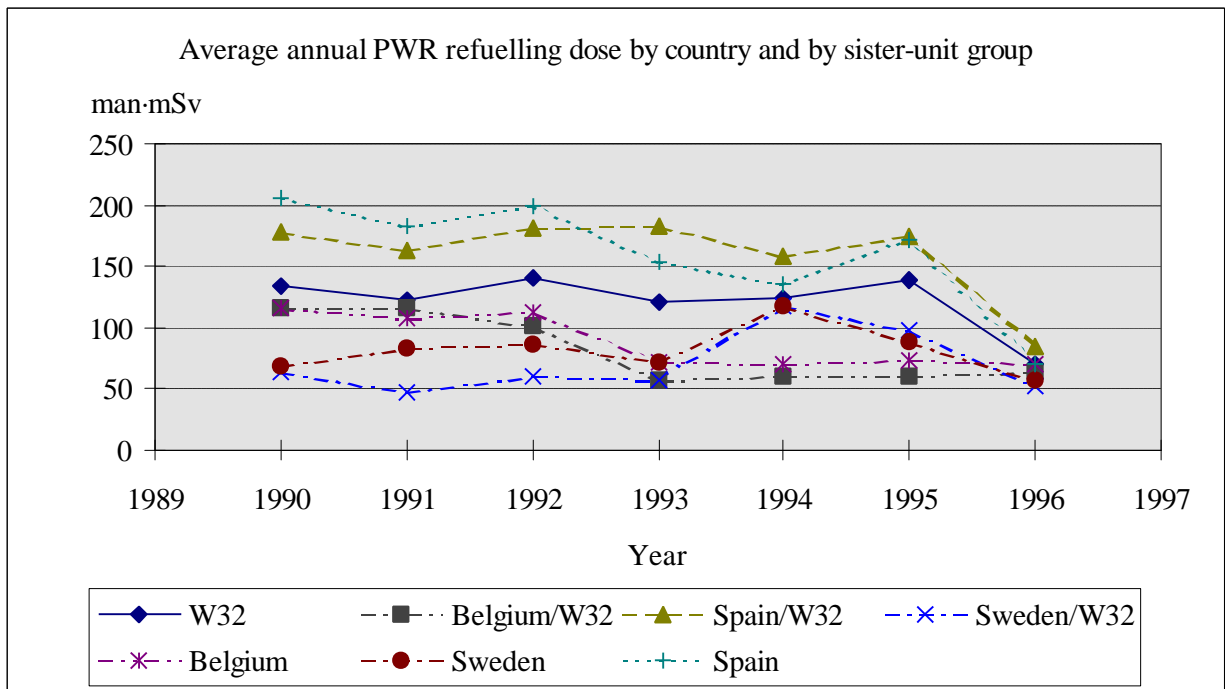 Average annual PWR refuelling dose by country and by sister-unit group
man·mSv
250
200
150
100
50
0
1989 1990 1991 1992 1993 1994 1995 1996 1997
Year
W32 Belgium/W32 Spain/W32 Sweden/W32
Belgium Sweden Spain